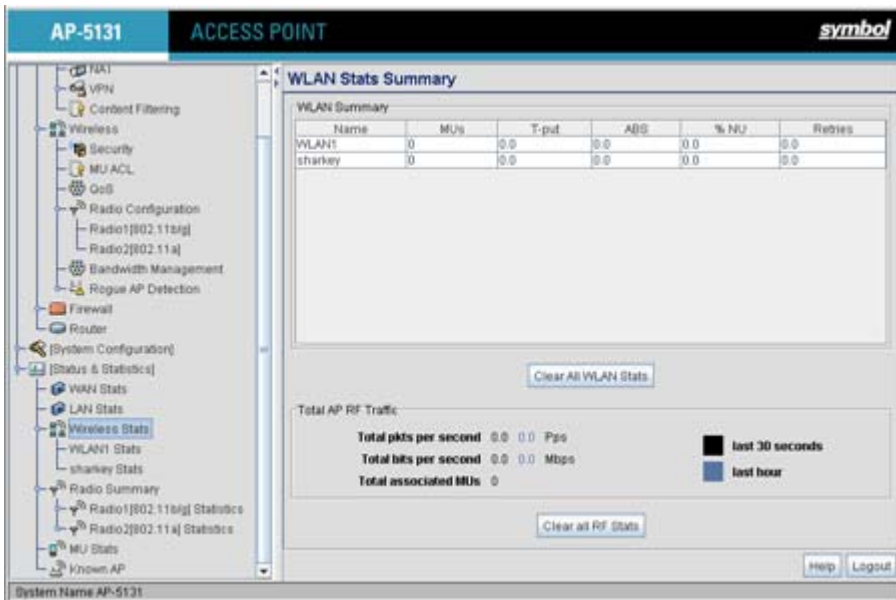 AP-5131 ACCESS POINT symbol
NAT
VPN
Content Filtering
Wireless
Security
MU ACL
QoS
Radio Configuration
Radio1[802.11b/g]
Radio2[802.11a]
Bandwidth Management
Rogue AP Detection
Firewall
Router
[System Configuration]
[Status & Statistics]
WAN Stats
LAN Stats
Wireless Stats
WLAN1 Stats
sharkey Stats
Radio Summary
Radio1[802.11b/g] Statistics
Radio2[802.11a] Statistics
MU Stats
Known AP
WLAN Stats Summary
WLAN Summary
Name MUs T-put ABS % NU Retries
WLAN1 0 0.0 0.0 0.0 0.0
sharkey 0 0.0 0.0 0.0 0.0
Clear All WLAN Stats
Total AP RF Traffic
Total pkts per second 0.0 0.0 Pps
Total bits per second 0.0 0.0 Mbps
Total associated MUs 0
last 30 seconds
last hour
Clear all RF Stats
Help Logout
System Name AP-5131